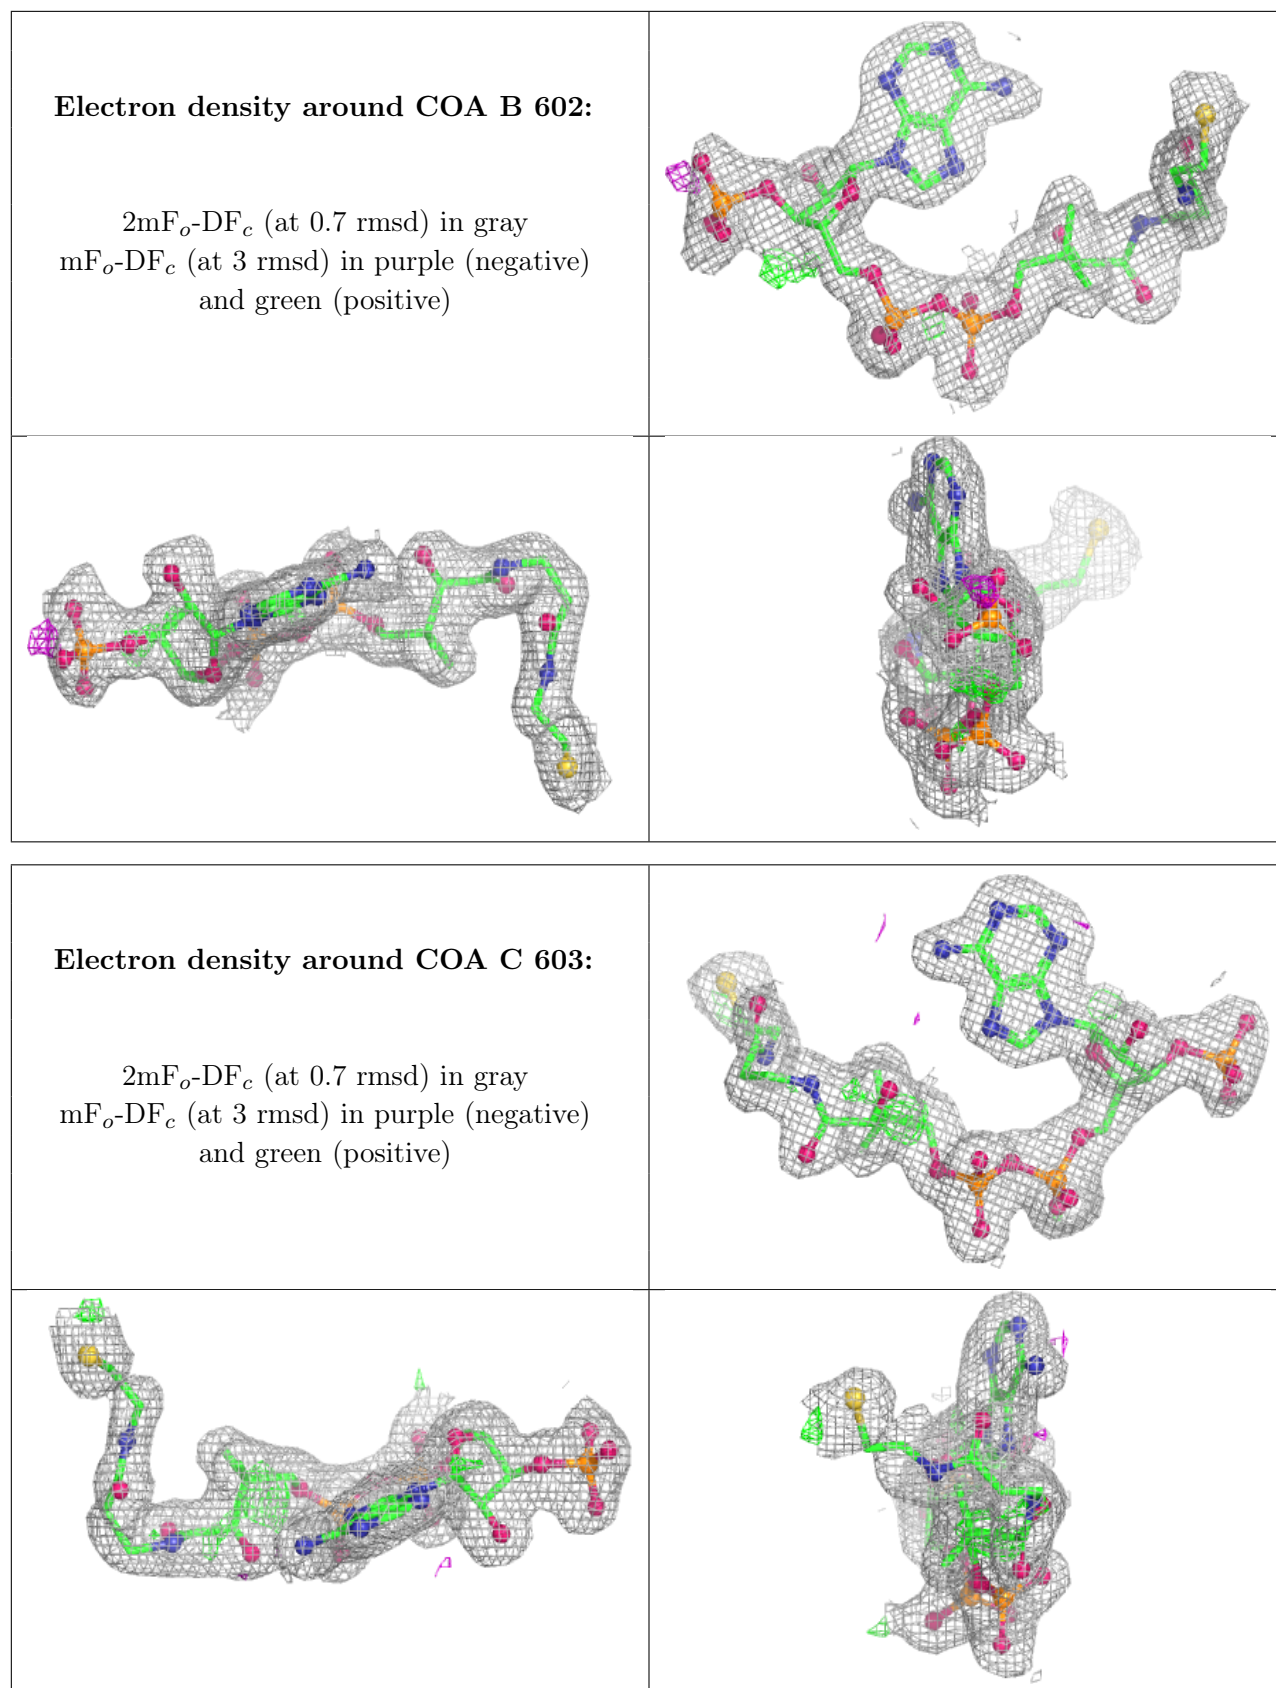 Electron density around COA B 602:
2mFo-DFc (at 0.7 rmsd) in gray
mFo-DFc (at 3 rmsd) in purple (negative)
and green (positive)
Electron density around COA C 603:
2mFo-DFc (at 0.7 rmsd) in gray
mFo-DFc (at 3 rmsd) in purple (negative)
and green (positive)